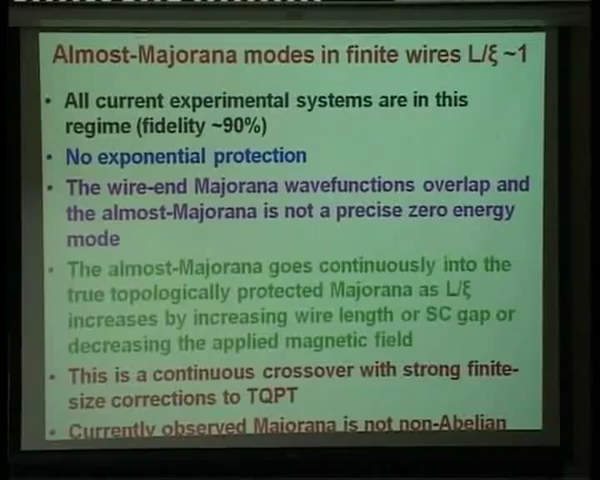 Almost-Majorana modes in finite wires L/ξ ~1
• All current experimental systems are in this
regime (fidelity ~90%)
• No exponential protection
• The wire-end Majorana wavefunctions overlap and
the almost-Majorana is not a precise zero energy
mode
• The almost-Majorana goes continuously into the
true topologically protected Majorana as L/ξ
increases by increasing wire length or SC gap or
decreasing the applied magnetic field
• This is a continuous crossover with strong finite-
size corrections to TQPT
• Currently observed Majorana is not non-Abelian